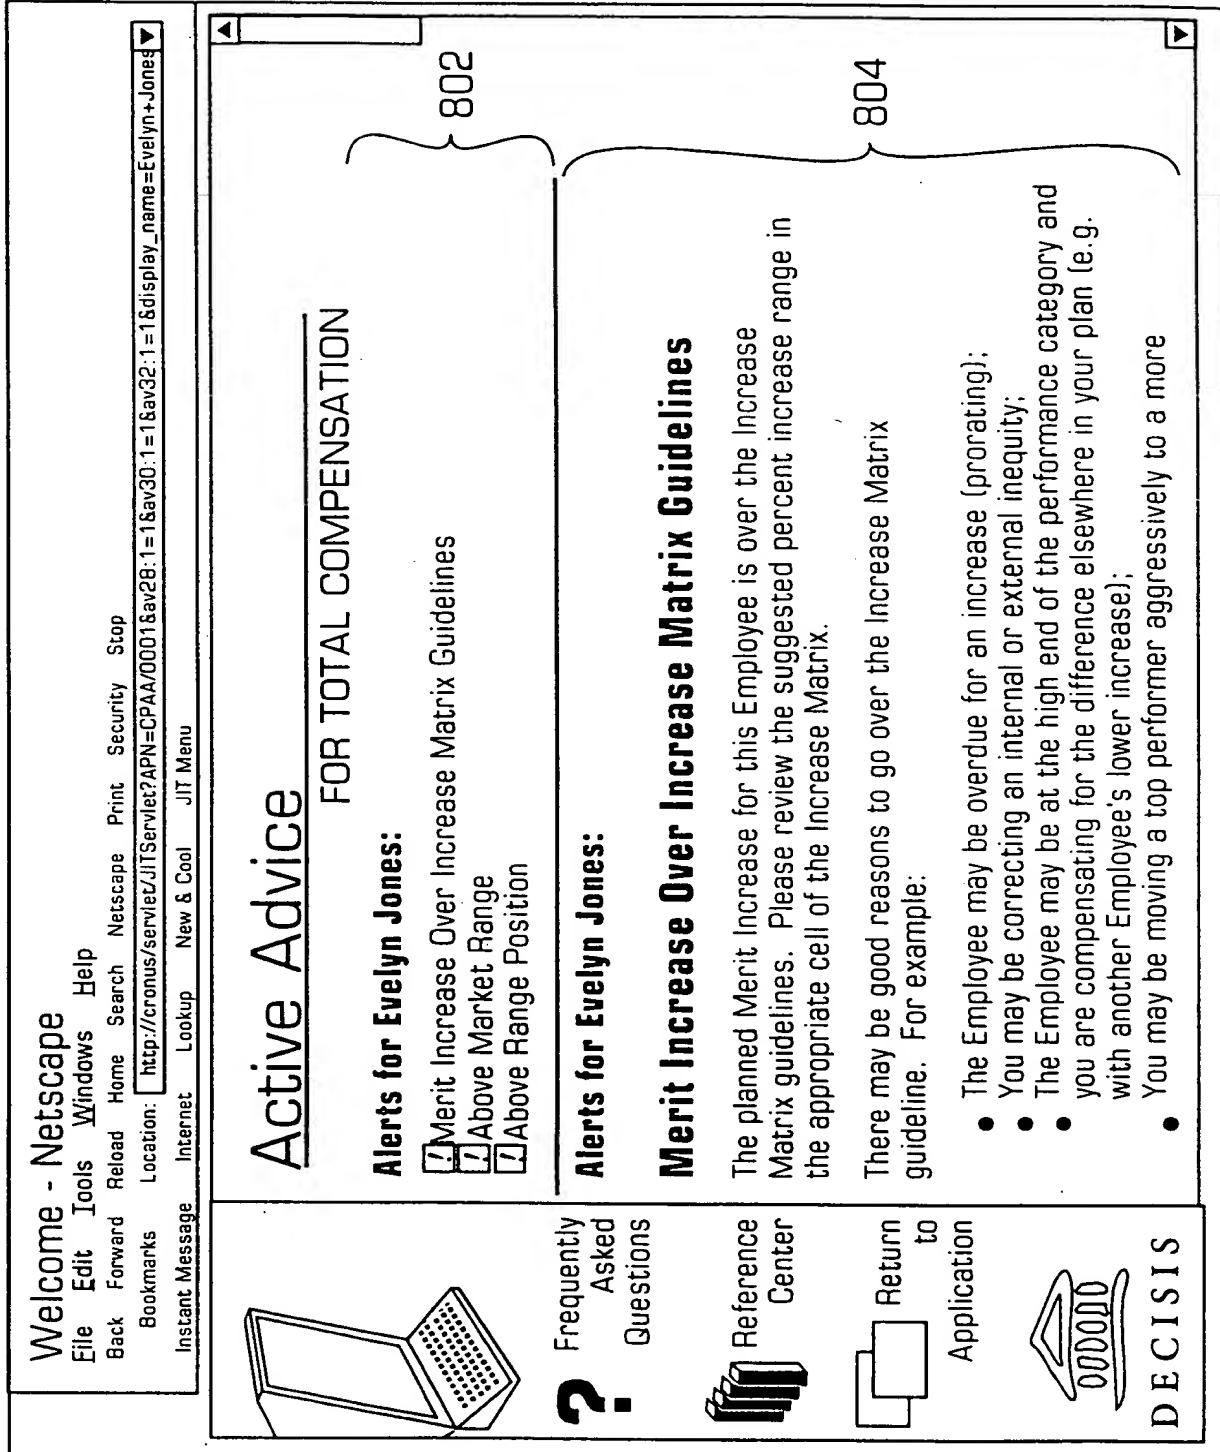 Welcome - Netscape
File Edit Tools Windows Help
Back Forward Reload Home Search Netscape Print Security Stop
Bookmarks Location: http://cronus/servlet/JITServlet?APN=CPAA/0001&av28:1=1&av30:1=1&av32:1=1&display_name=Evelyn+Jones
Instant Message Internet Lookup New & Cool JIT Menu
Frequently
Asked
Questions
?
Reference
Center
Return
to
Application
DECISIS
Active Advice
FOR TOTAL COMPENSATION
Alerts for Evelyn Jones:
! Merit Increase Over Increase Matrix Guidelines
! Above Market Range
! Above Range Position
802
Alerts for Evelyn Jones:
Merit Increase Over Increase Matrix Guidelines
The planned Merit Increase for this Employee is over the Increase
Matrix guidelines. Please review the suggested percent increase range in
the appropriate cell of the Increase Matrix.
There may be good reasons to go over the Increase Matrix
guideline. For example:
● The Employee may be overdue for an increase (prorating);
● You may be correcting an internal or external inequity;
● The Employee may be at the high end of the performance category and
you are compensating for the difference elsewhere in your plan (e.g.
with another Employee's lower increase);
● You may be moving a top performer aggressively to a more
804